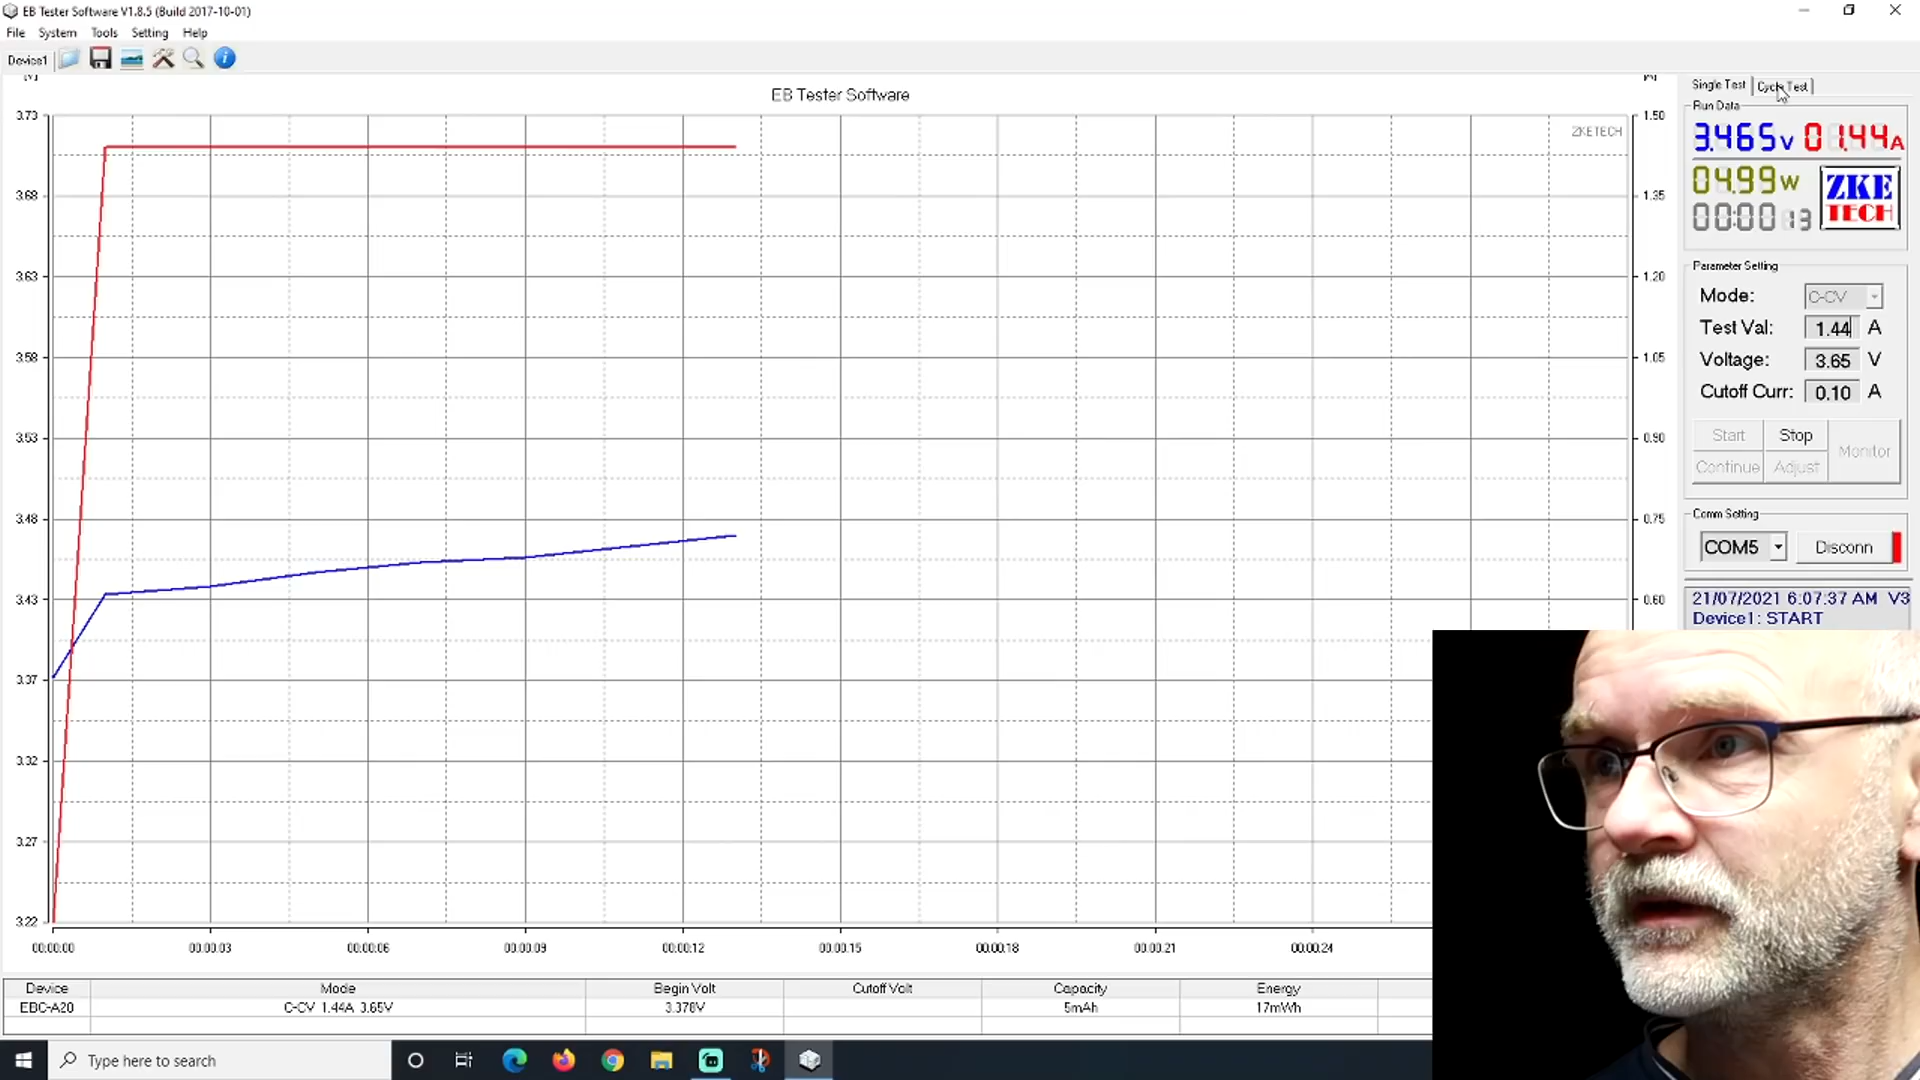 EB Tester Software V1.8.5 (Build 2017-10-01)
File System Tools Setting Help
Device1
EB Tester Software
ZKETECH
3.73
3.68
3.63
3.58
3.53
3.48
3.43
3.37
3.32
3.27
3.22
1.50
1.35
1.20
1.05
0.90
0.75
0.60
00:00:00 00:00:03 00:00:06 00:00:09 00:00:12 00:00:15 00:00:18 00:00:21 00:00:24
Single Test Cycle Test
Run Data
3.465V 01.44A
04.99W
00:00 13
ZKE
TECH
Parameter Setting
Mode: C-CV
Test Val: 1.44 A
Voltage: 3.65 V
Cutoff Curr: 0.10 A
Start Stop Monitor
Continue Adjust
Comm Setting
COM5 Disconn
21/07/2021 6:07:37 AM V3
Device1: START
Device Mode Begin Volt Cutoff Volt Capacity Energy
EBC-A20 C-CV 1.44A 3.65V 3.378V 5mAh 17mWh
Type here to search